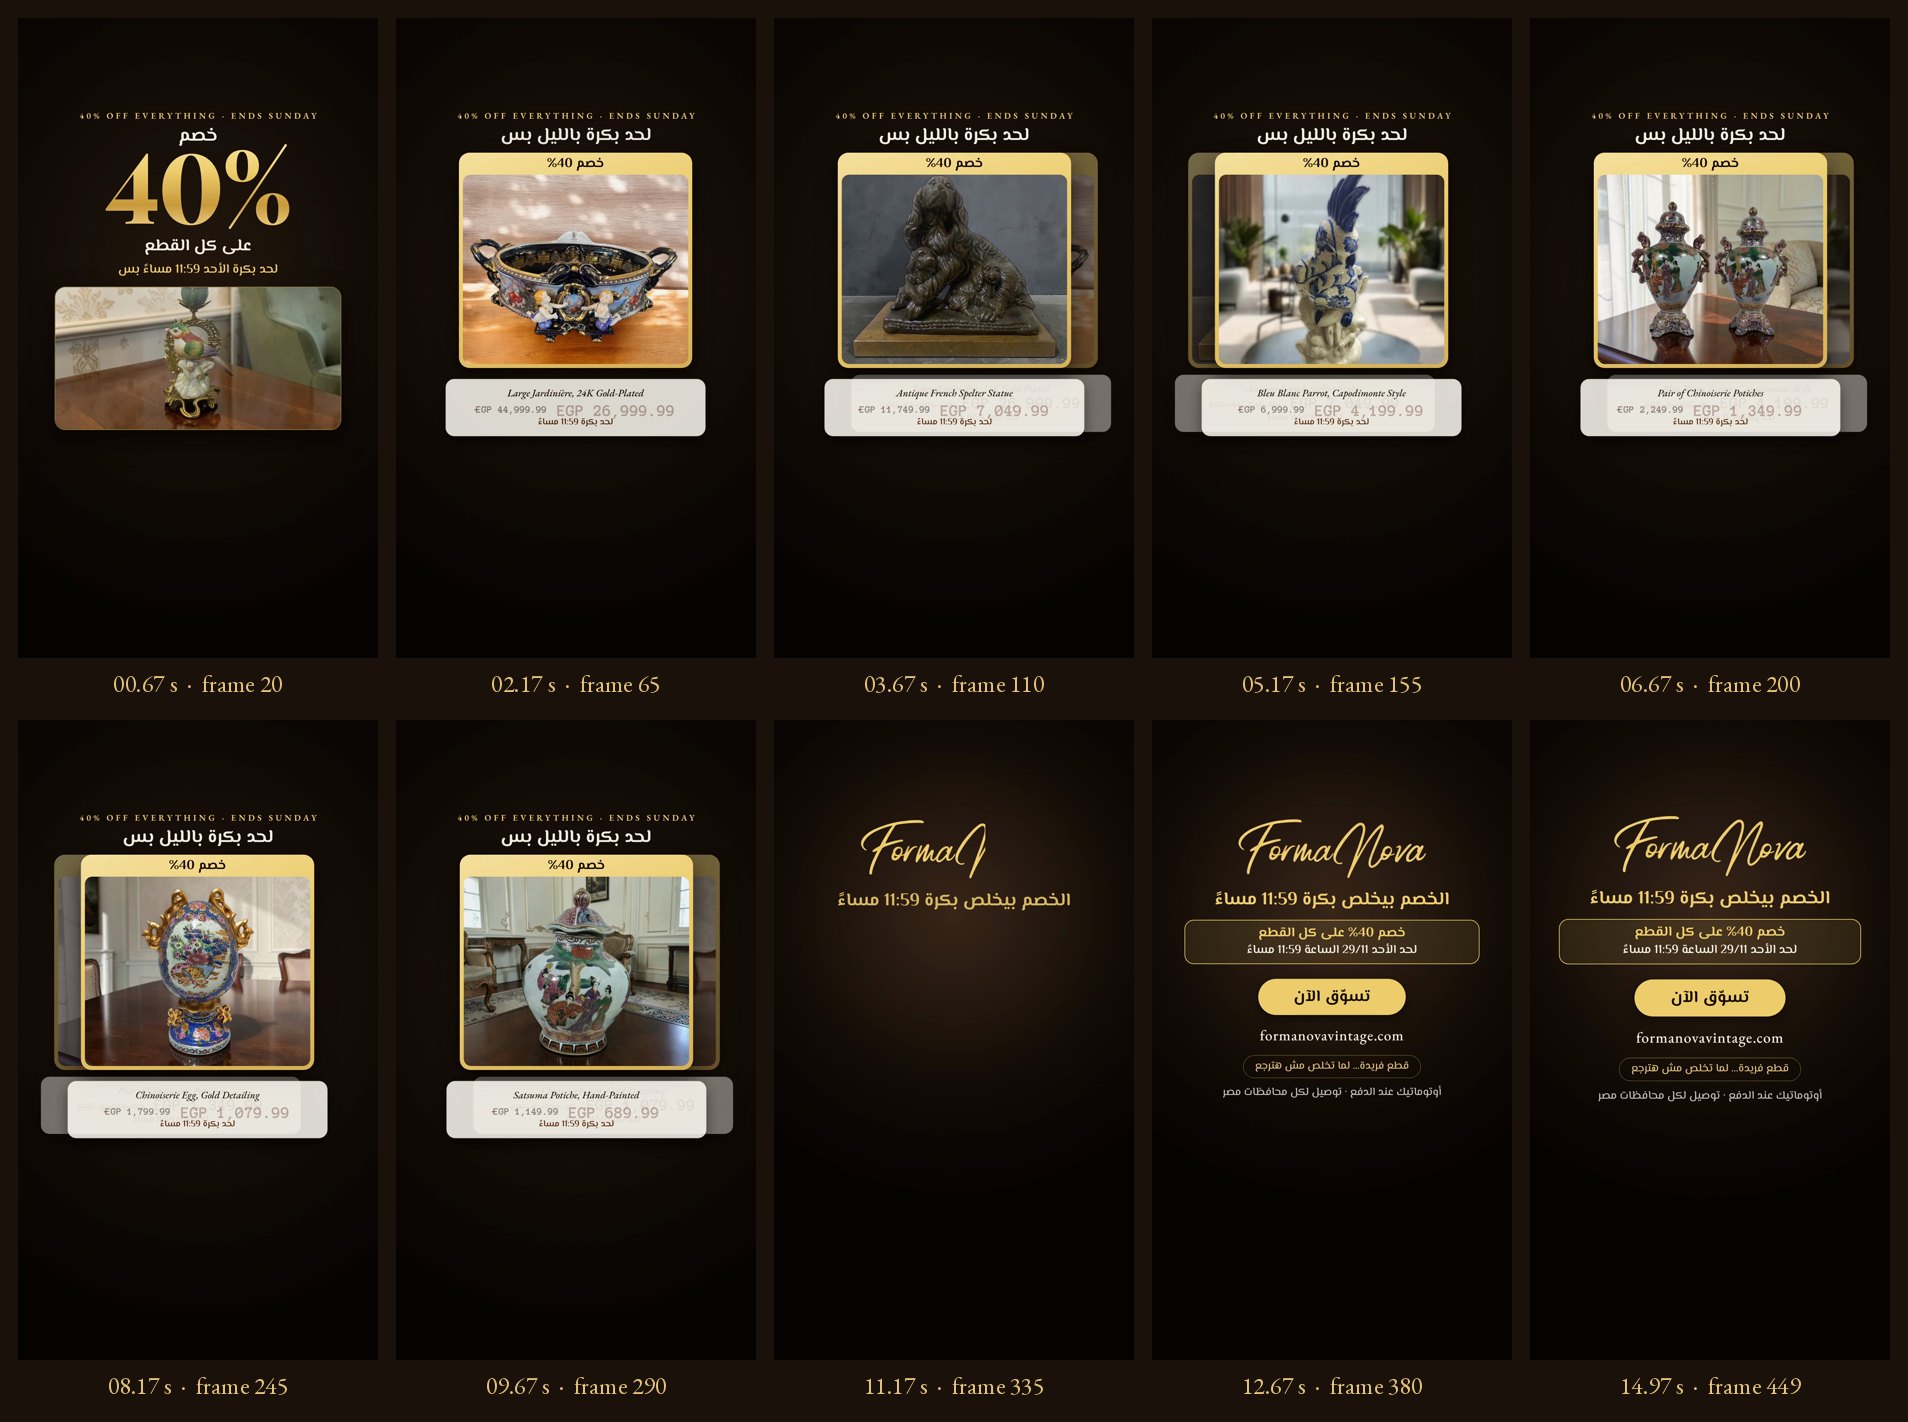 40% OFF EVERYTHING · ENDS SUNDAY
خصم
40%
على كل القطع
لحد بكرة الأحد 11:59 مساءً بس
00.67 s · frame 20
40% OFF EVERYTHING · ENDS SUNDAY
لحد بكرة بالليل بس
خصم 40%
Large Jardinière, 24K Gold-Plated
EGP 44,999.99 EGP 26,999.99
لحد بكرة 11:59 مساءً
02.17 s · frame 65
40% OFF EVERYTHING · ENDS SUNDAY
لحد بكرة بالليل بس
خصم 40%
Antique French Spelter Statue
EGP 11,749.99 EGP 7,049.99
لحد بكرة 11:59 مساءً
03.67 s · frame 110
40% OFF EVERYTHING · ENDS SUNDAY
لحد بكرة بالليل بس
خصم 40%
Bleu Blanc Parrot, Capodimonte Style
EGP 6,999.99 EGP 4,199.99
لحد بكرة 11:59 مساءً
05.17 s · frame 155
40% OFF EVERYTHING · ENDS SUNDAY
لحد بكرة بالليل بس
خصم 40%
Pair of Chinoiserie Potiches
EGP 2,249.99 EGP 1,349.99
لحد بكرة 11:59 مساءً
06.67 s · frame 200
40% OFF EVERYTHING · ENDS SUNDAY
لحد بكرة بالليل بس
خصم 40%
Chinoiserie Egg, Gold Detailing
EGP 1,799.99 EGP 1,079.99
لحد بكرة 11:59 مساءً
08.17 s · frame 245
40% OFF EVERYTHING · ENDS SUNDAY
لحد بكرة بالليل بس
خصم 40%
Satsuma Potiche, Hand-Painted
EGP 1,149.99 EGP 689.99
لحد بكرة 11:59 مساءً
09.67 s · frame 290
Forma
الخصم بيخلص بكرة 11:59 مساءً
11.17 s · frame 335
FormaNova
الخصم بيخلص بكرة 11:59 مساءً
خصم 40% على كل القطع
لحد الأحد 29/11 الساعة 11:59 مساءً
تسوّق الآن
formanovavintage.com
قطع فريدة... لما تخلص مش هترجع
أوتوماتيك عند الدفع · توصيل لكل محافظات مصر
12.67 s · frame 380
FormaNova
الخصم بيخلص بكرة 11:59 مساءً
خصم 40% على كل القطع
لحد الأحد 29/11 الساعة 11:59 مساءً
تسوّق الآن
formanovavintage.com
قطع فريدة... لما تخلص مش هترجع
أوتوماتيك عند الدفع · توصيل لكل محافظات مصر
14.97 s · frame 449